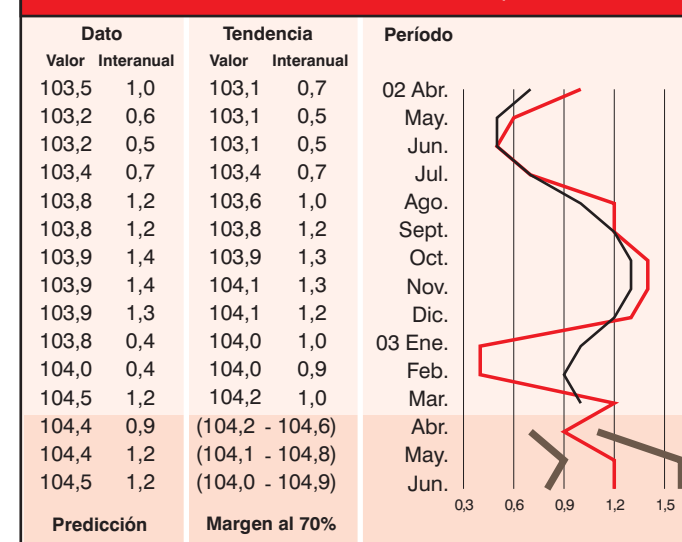 Dato Tendencia Período
Valor Interanual Valor Interanual
103,5 1,0 103,1 0,7 02 Abr.
103,2 0,6 103,1 0,5 May.
103,2 0,5 103,1 0,5 Jun.
103,4 0,7 103,4 0,7 Jul.
103,8 1,2 103,6 1,0 Ago.
103,8 1,2 103,8 1,2 Sept.
103,9 1,4 103,9 1,3 Oct.
103,9 1,4 104,1 1,3 Nov.
103,9 1,3 104,1 1,2 Dic.
103,8 0,4 104,0 1,0 03 Ene.
104,0 0,4 104,0 0,9 Feb.
104,5 1,2 104,2 1,0 Mar.
104,4 0,9 (104,2 - 104,6) Abr.
104,4 1,2 (104,1 - 104,8) May.
104,5 1,2 (104,0 - 104,9) Jun.
0,3 0,6 0,9 1,2 1,5
Predicción Margen al 70%